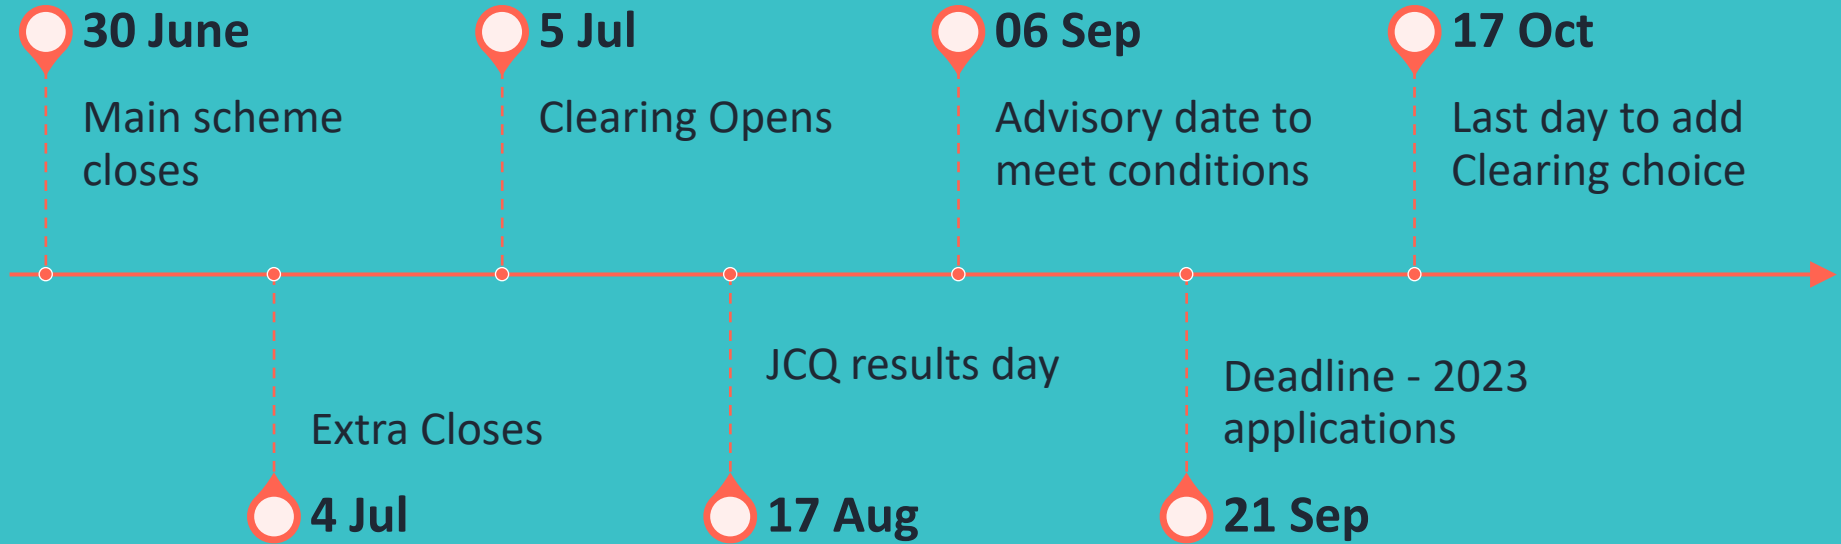 30 June
Main scheme
closes
4 Jul
Extra Closes
5 Jul
Clearing Opens
17 Aug
JCQ results day
06 Sep
Advisory date to
meet conditions
21 Sep
Deadline - 2023
applications
17 Oct
Last day to add
Clearing choice